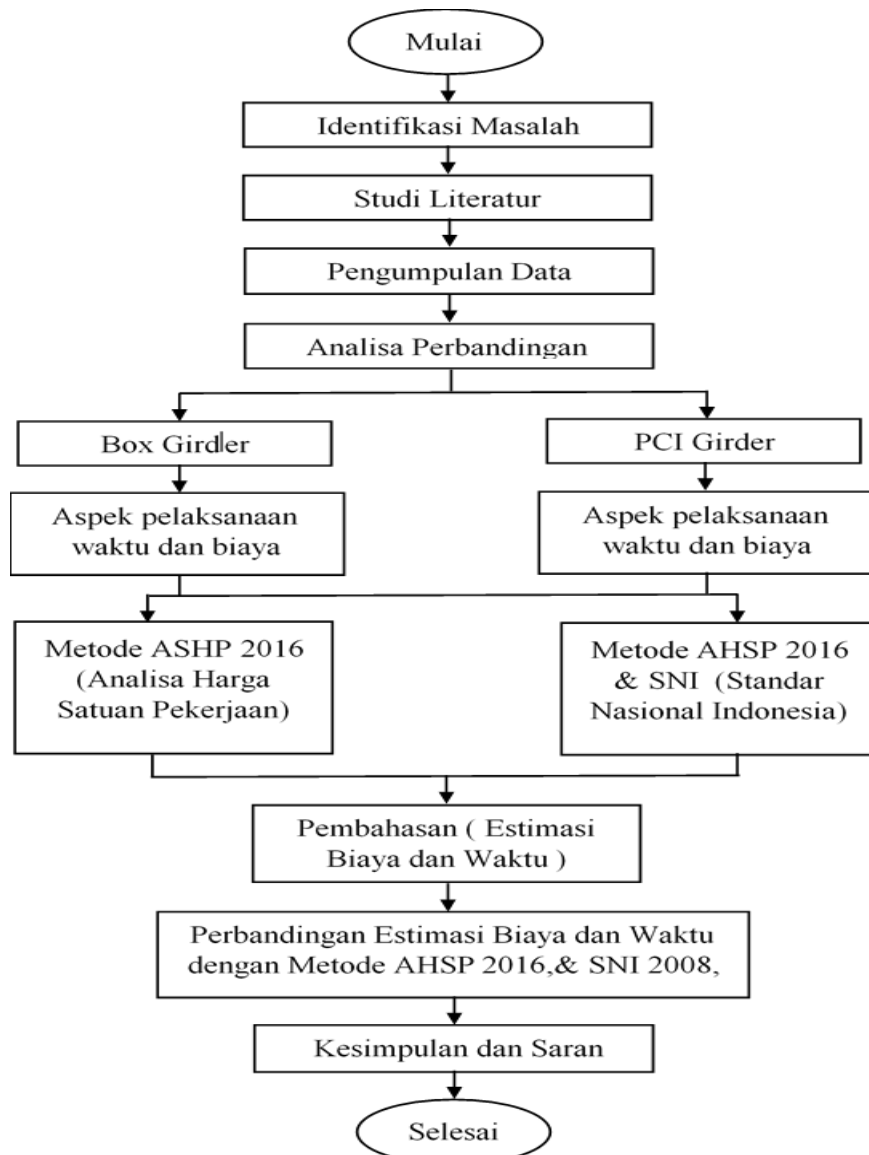 Mulai
Identifikasi Masalah
Studi Literatur
Pengumpulan Data
Analisa Perbandingan
Box Girdler
PCI Girder
Aspek pelaksanaan
waktu dan biaya
Aspek pelaksanaan
waktu dan biaya
Metode ASHP 2016
(Analisa Harga
Satuan Pekerjaan)
Metode AHSP 2016
& SNI (Standar
Nasional Indonesia)
Pembahasan ( Estimasi
Biaya dan Waktu )
Perbandingan Estimasi Biaya dan Waktu
dengan Metode AHSP 2016,& SNI 2008,
Kesimpulan dan Saran
Selesai